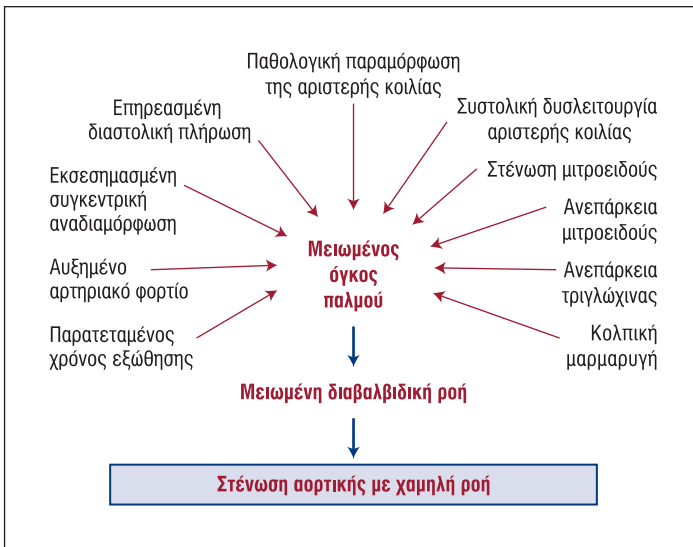 Παθολογική παραμόρφωση
της αριστερής κοιλίας
Επηρεασμένη
διαστολική πλήρωση
Συστολική δυσλειτουργία
αριστερής κοιλίας
Εκσεσημασμένη
συγκεντρική
αναδιαμόρφωση
Στένωση μιτροειδούς
Ανεπάρκεια
μιτροειδούς
Αυξημένο
αρτηριακό φορτίο
Ανεπάρκεια
τριγλώχινας
Παρατεταμένος
χρόνος εξώθησης
Κολπική
μαρμαρυγή
Μειωμένος
όγκος
παλμού
Μειωμένη διαβαλβιδική ροή
Στένωση αορτικής με χαμηλή ροή